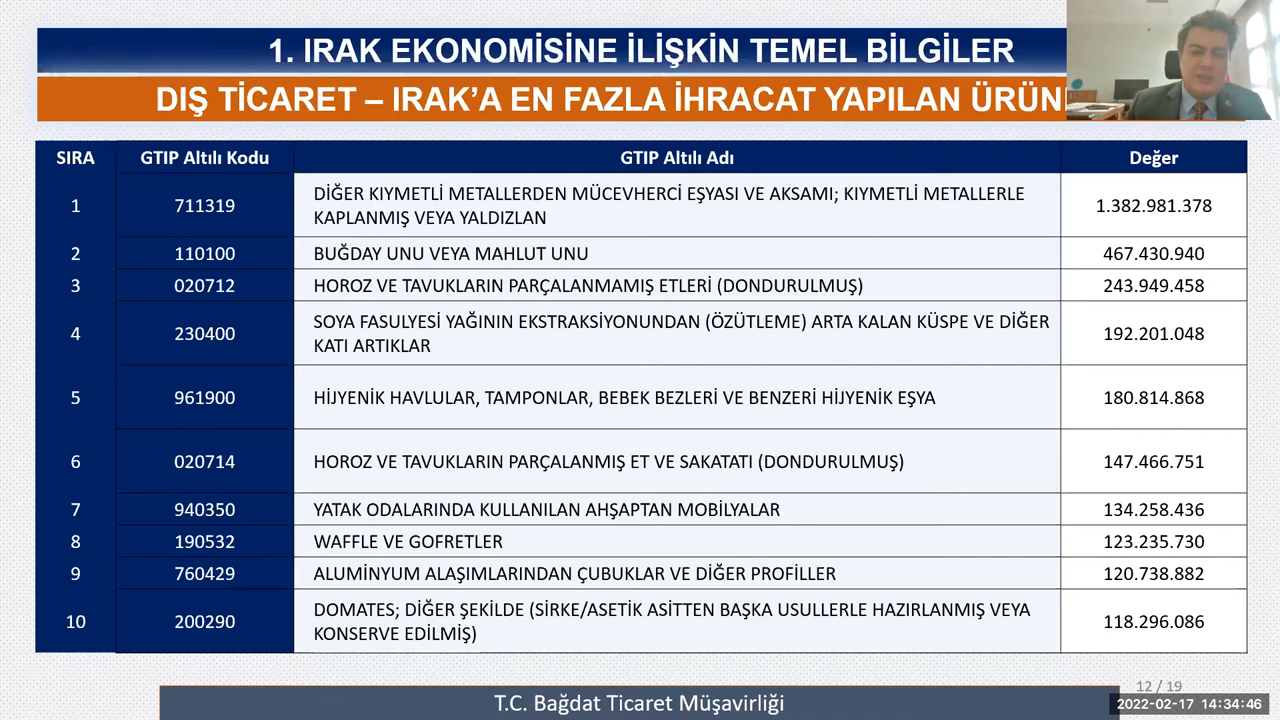 1. IRAK EKONOMİSİNE İLİŞKİN TEMEL BİLGİLER
DIŞ TİCARET – IRAK'A EN FAZLA İHRACAT YAPILAN
SIRA GTIP Altılı Kodu GTIP Altılı Adı Değer
1 711319 DİĞER KIYMETLİ METALLERDEN MÜCEVHERCİ EŞYASI VE AKSAMI; KIYMETLİ METALLERLE
KAPLANMIŞ VEYA YALDIZLAN 1.382.981.378
2 110100 BUĞDAY UNU VEYA MAHLUT UNU 467.430.940
3 020712 HOROZ VE TAVUKLARIN PARÇALANMAMIŞ ETLERİ (DONDURULMUŞ) 243.949.458
4 230400 SOYA FASULYESİ YAĞININ EKSTRAKSİYONUNDAN (ÖZÜTLEME) ARTA KALAN KÜSPE VE DİĞER
KATI ARTIKLAR 192.201.048
5 961900 HİJYENİK HAVLULAR, TAMPONLAR, BEBEK BEZLERİ VE BENZERİ HİJYENİK EŞYA 180.814.868
6 020714 HOROZ VE TAVUKLARIN PARÇALANMIŞ ET VE SAKATATI (DONDURULMUŞ) 147.466.751
7 940350 YATAK ODALARINDA KULLANILAN AHŞAPTAN MOBİLYALAR 134.258.436
8 190532 WAFFLE VE GOFRETLER 123.235.730
9 760429 ALUMİNYUM ALAŞIMLARINDAN ÇUBUKLAR VE DİĞER PROFİLLER 120.738.882
10 200290 DOMATES; DİĞER ŞEKİLDE (SİRKE/ASETİK ASİTTEN BAŞKA USULLERLE HAZIRLANMIŞ VEYA
KONSERVE EDİLMİŞ) 118.296.086
12 / 19
T.C. Bağdat Ticaret Müşavirliği
2022-02-17 14:34:46